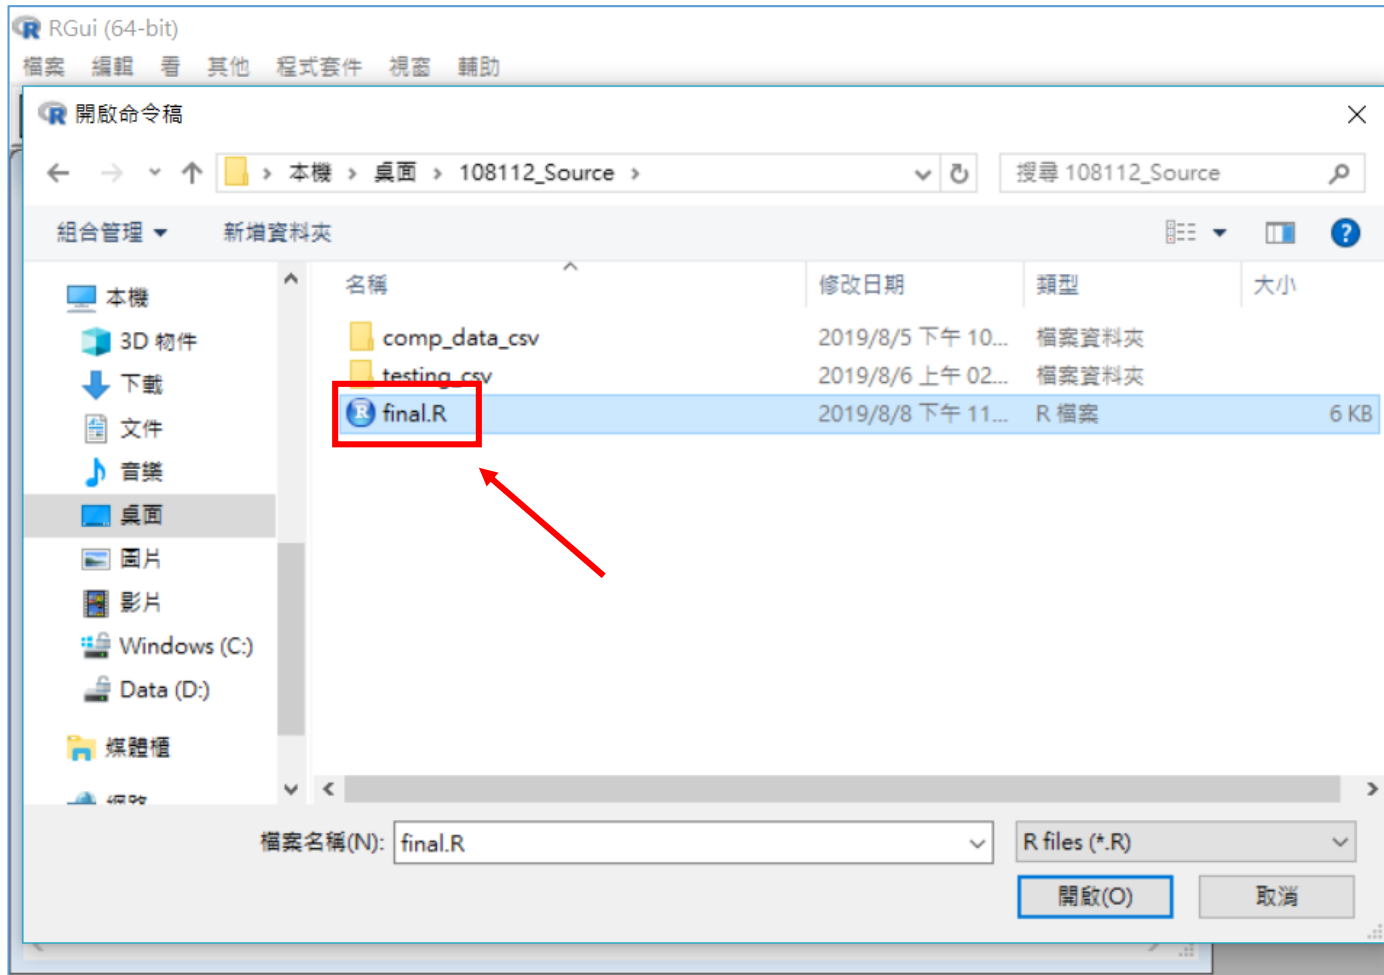 RGui (64-bit)
檔案 編輯 看 其他 程式套件 視窗 輔助
開啟命令稿
本機 › 桌面 › 108112_Source ›
搜尋 108112_Source
組合管理 新增資料夾
名稱 修改日期 類型 大小
本機
3D 物件
下載
文件
音樂
桌面
圖片
影片
Windows (C:)
Data (D:)
媒體櫃
網路
comp_data_csv 2019/8/5 下午 10... 檔案資料夾
testing_csv 2019/8/6 上午 02... 檔案資料夾
final.R 2019/8/8 下午 11... R 檔案 6 KB
檔案名稱(N): final.R
R files (*.R)
開啟(O) 取消